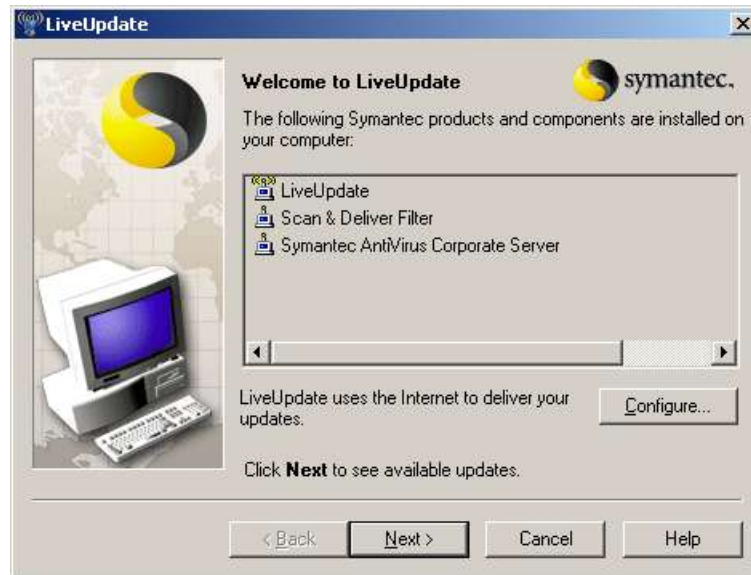 LiveUpdate
Welcome to LiveUpdate
symantec.
The following Symantec products and components are installed on
your computer:
LiveUpdate
Scan & Deliver Filter
Symantec AntiVirus Corporate Server
LiveUpdate uses the Internet to deliver your
updates.
Configure...
Click Next to see available updates.
< Back
Next >
Cancel
Help